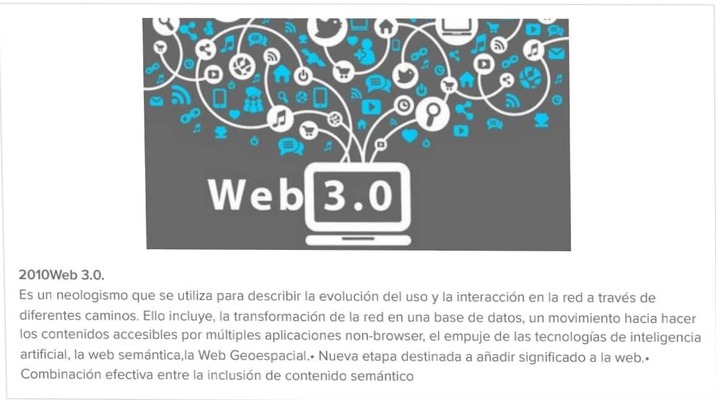 Web 3.0
2010Web 3.0.
Es un neologismo que se utiliza para describir la evolución del uso y la interacción en la red a través de
diferentes caminos. Ello incluye, la transformación de la red en una base de datos, un movimiento hacia hacer
los contenidos accesibles por múltiples aplicaciones non-browser, el empuje de las tecnologías de inteligencia
artificial, la web semántica,la Web Geoespacial.• Nueva etapa destinada a añadir significado a la web.•
Combinación efectiva entre la inclusión de contenido semántico